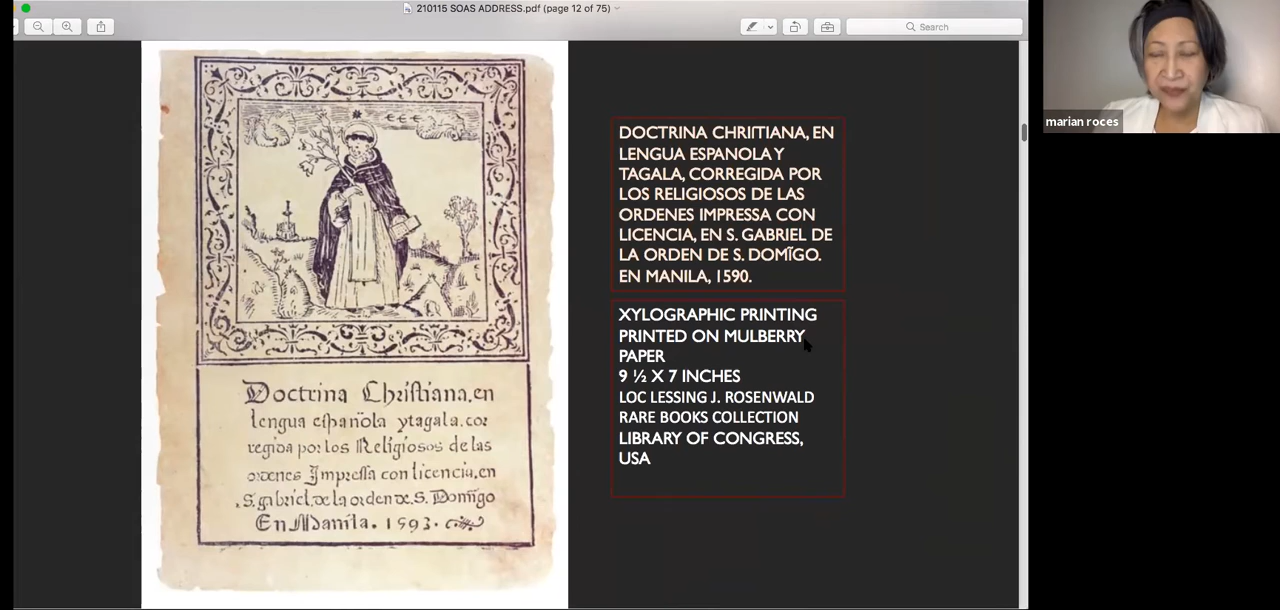 210115 SOAS ADDRESS.pdf (page 12 of 75)
Search
marian roces
DOCTRINA CHRIſTIANA, EN
LENGUA ESPANOLA Y
TAGALA, CORREGIDA POR
LOS RELIGIOSOS DE LAS
ORDENES IMPRESSA CON
LICENCIA, EN S. GABRIEL DE
LA ORDEN DE S. DOMĨGO.
EN MANILA, 1590.
XYLOGRAPHIC PRINTING
PRINTED ON MULBERRY
PAPER
9 ½ X 7 INCHES
LOC LESSING J. ROSENWALD
RARE BOOKS COLLECTION
LIBRARY OF CONGRESS,
USA
Doctrina Chriſtiana, en
lengua eſpañola ytagala. cor
regida por los Religiosos de las
ordenes Impreſſa con licencia, en
S. gabriel. de la orden de. S. Domĩgo
En Manila. 1593.